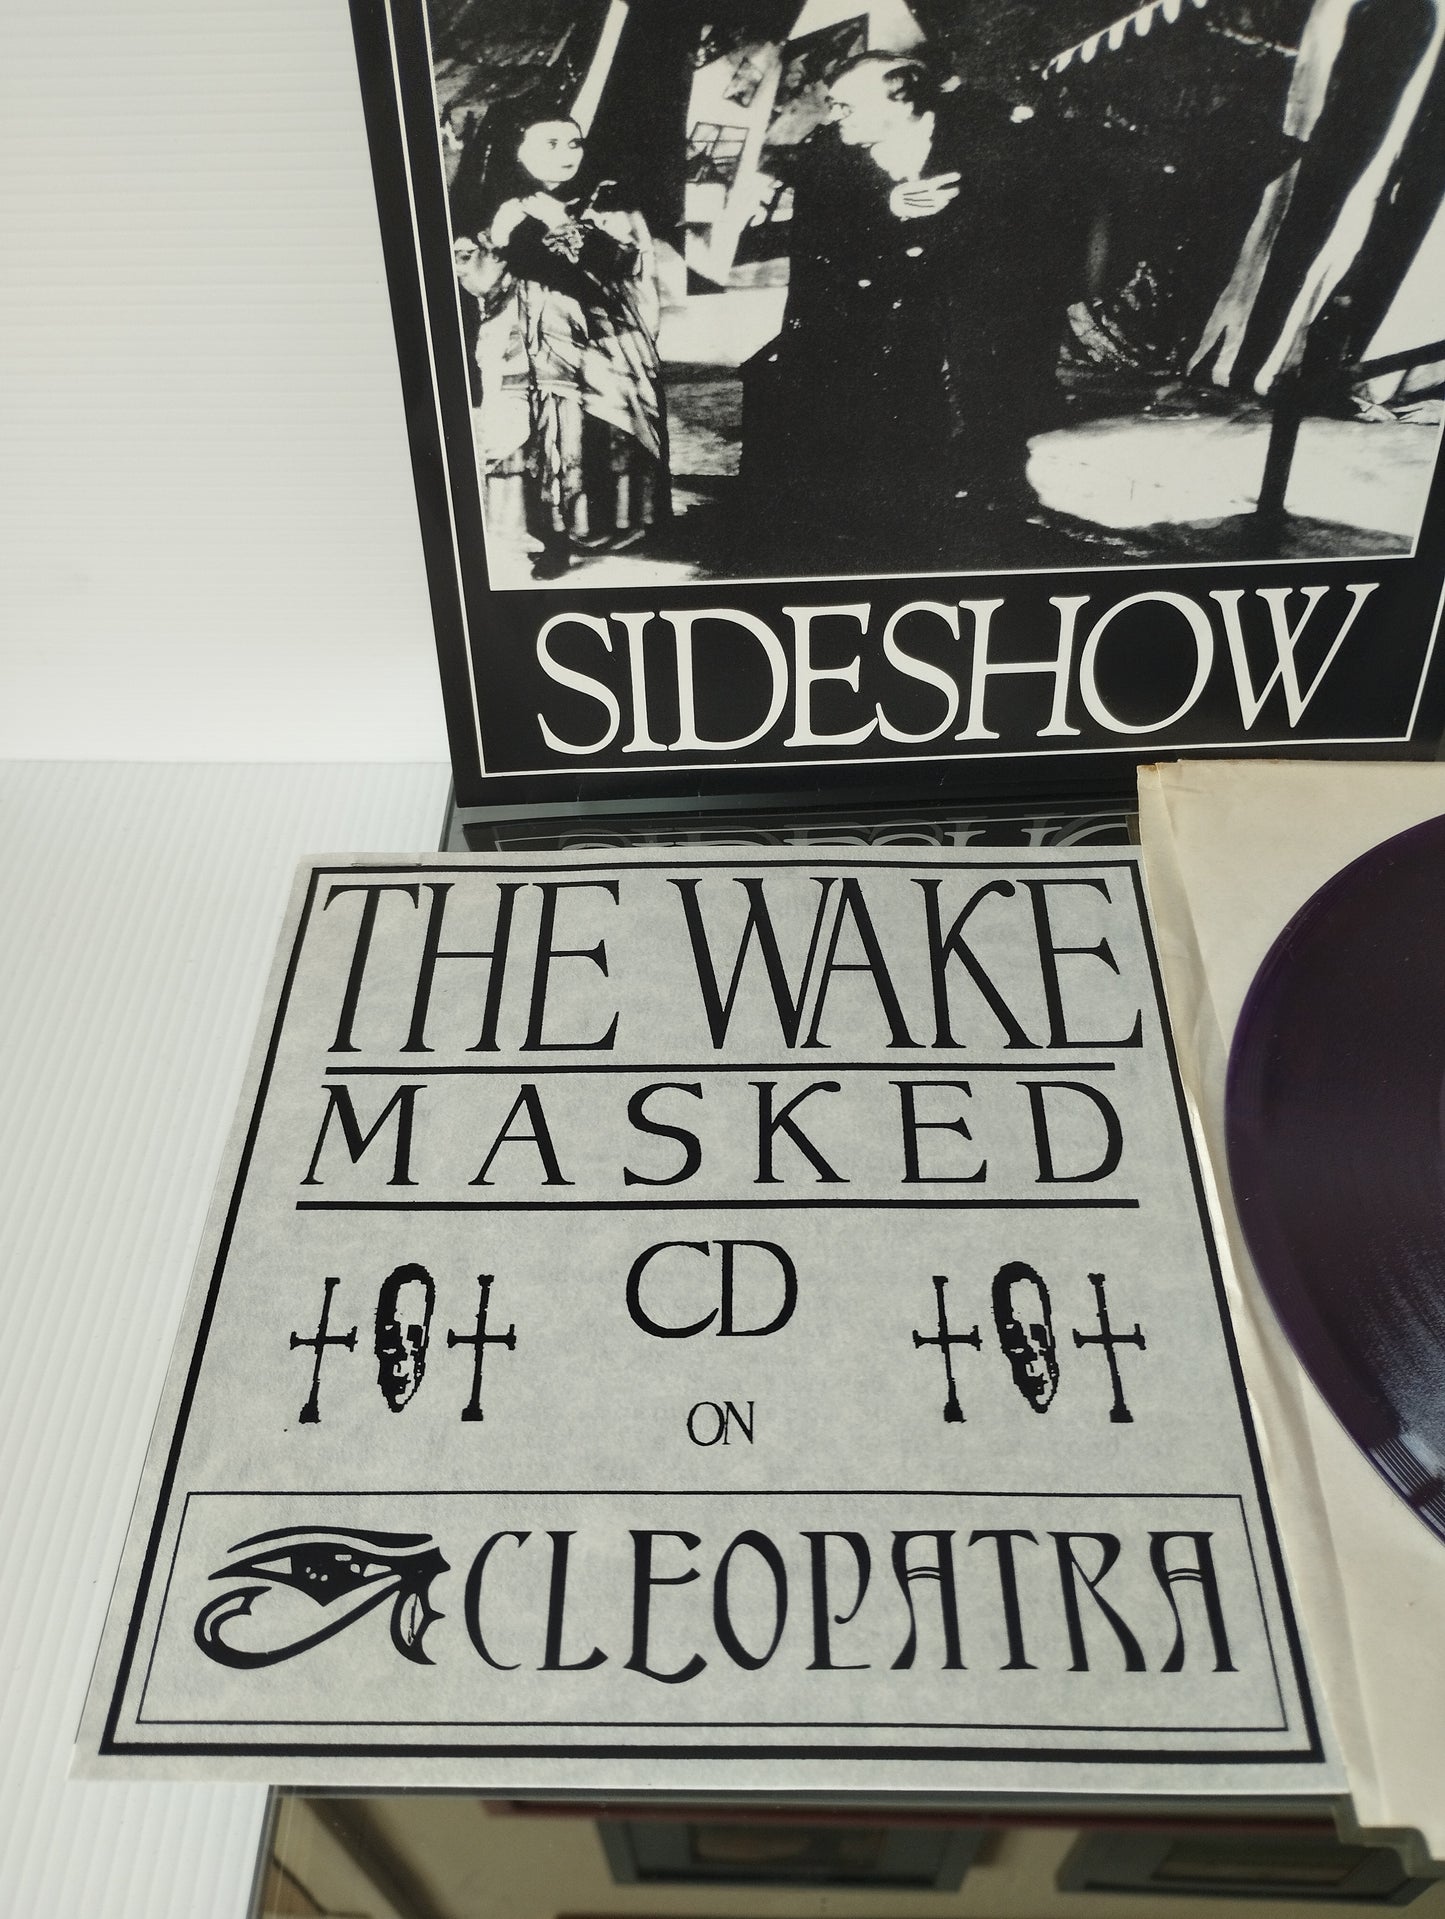 SIDESHOW
THE WAKE
MASKED
CD
ON
CLEOPATRA